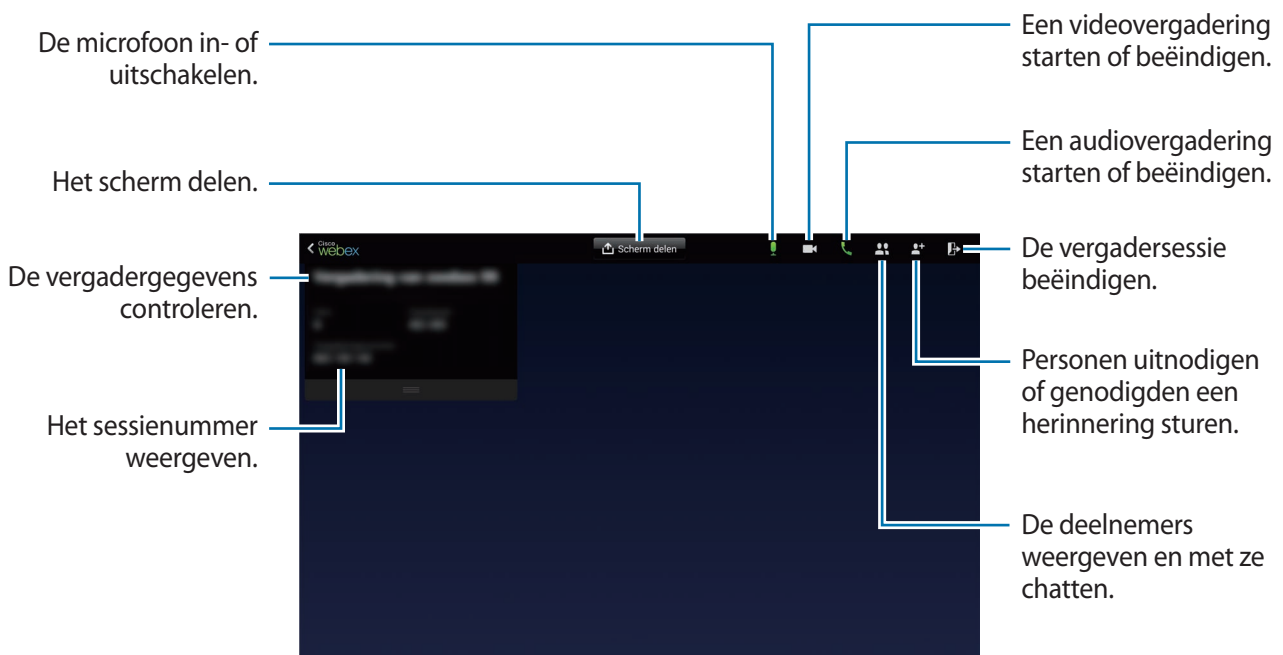 De microfoon in- of
uitschakelen.
Het scherm delen.
De vergadergegevens
controleren.
Het sessienummer
weergeven.
Cisco
webex
Scherm delen
Een videovergadering
starten of beëindigen.
Een audiovergadering
starten of beëindigen.
De vergadersessie
beëindigen.
Personen uitnodigen
of genodigden een
herinnering sturen.
De deelnemers
weergeven en met ze
chatten.